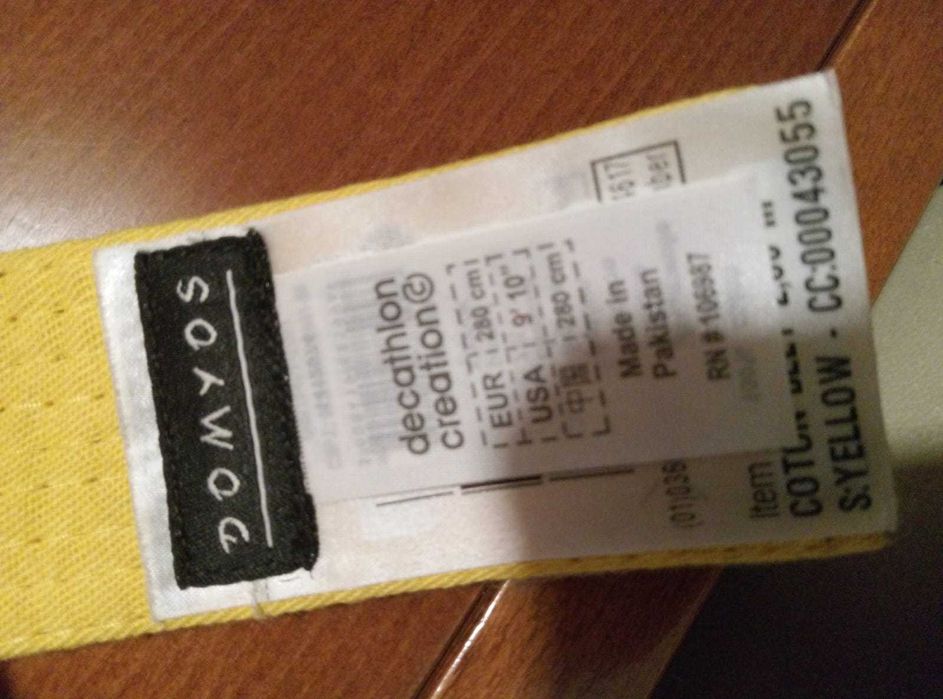 DOMYOS
decathlon
creation©
EUR 280 cm
USA 9' 10"
中国 280 cm
Made in
Pakistan
RN # 106987
Item
S:YELLOW - CC:00043055